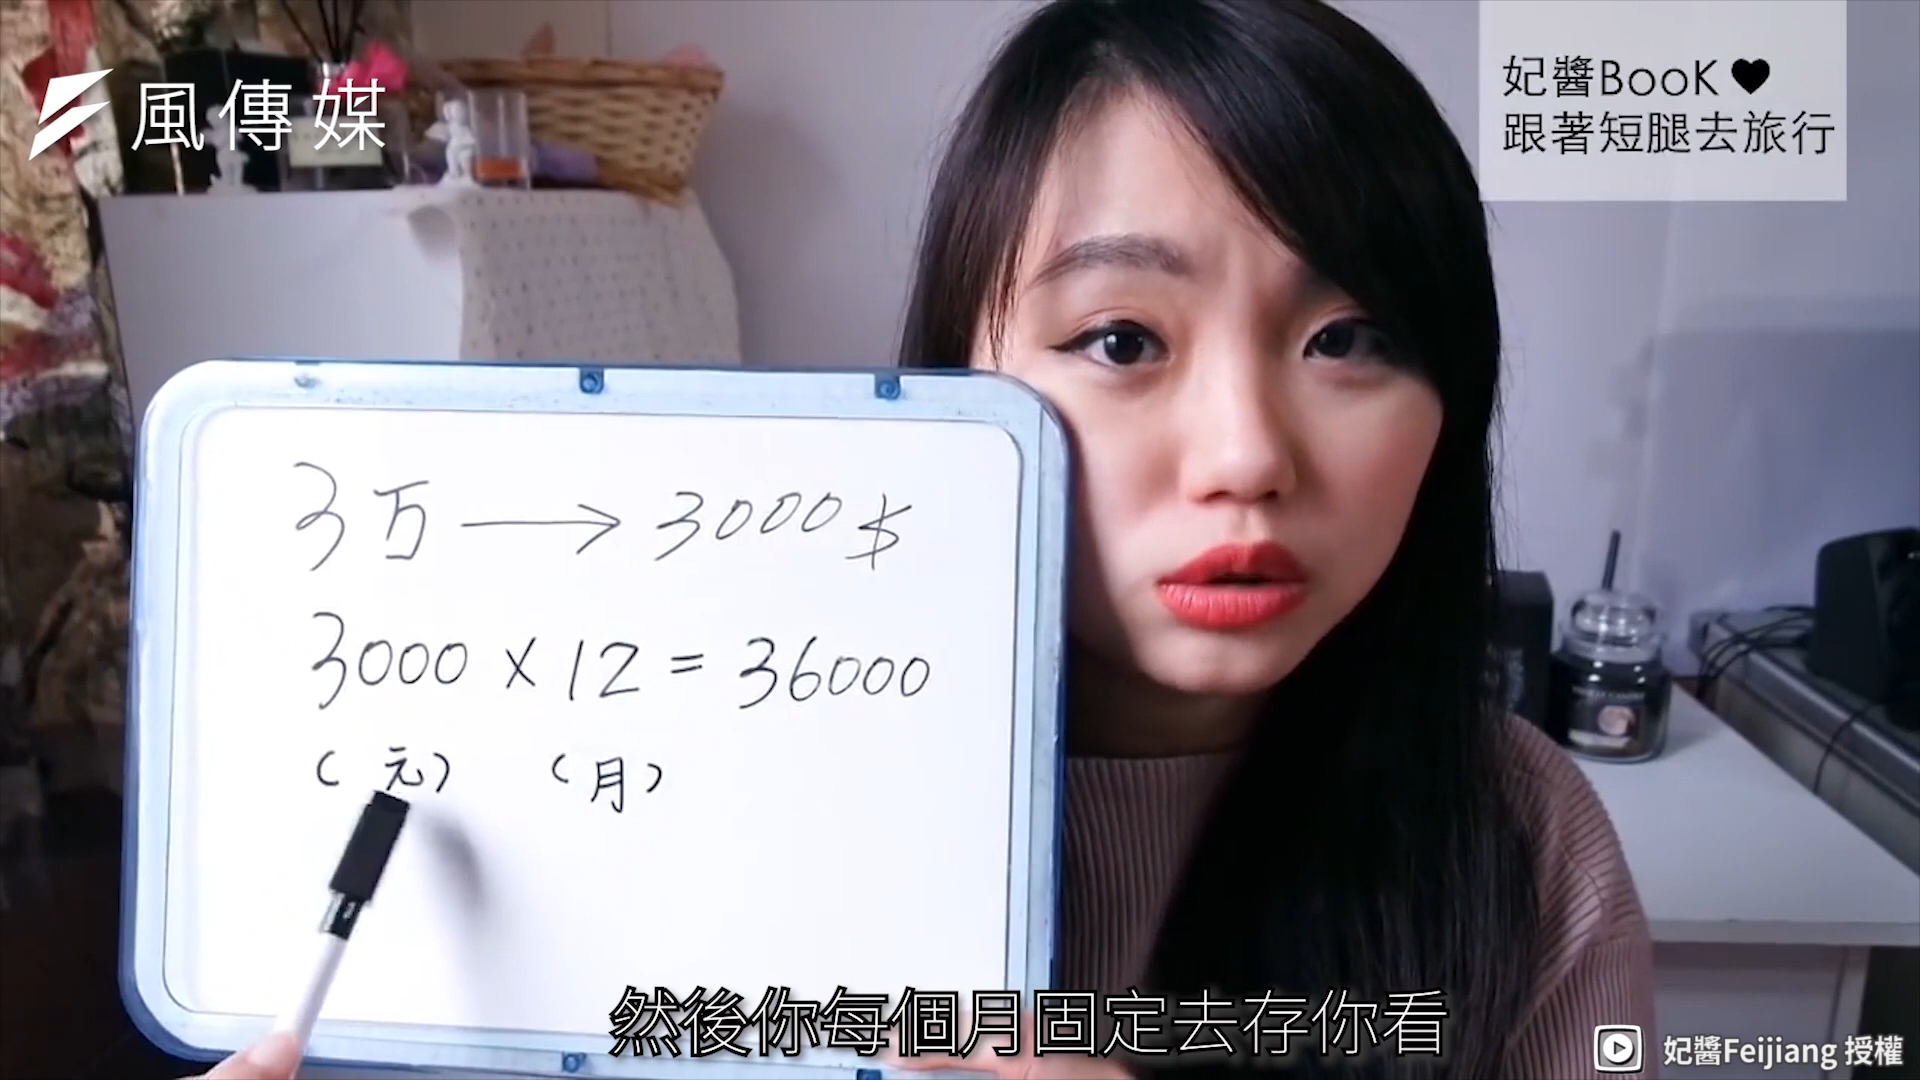 風傳媒
妃醬BooK♥
跟著短腿去旅行
3万 → 3000$
3000 × 12 = 36000
(元) (月)
然後你每個月固定去存你看
妃醬Feijiang 授權